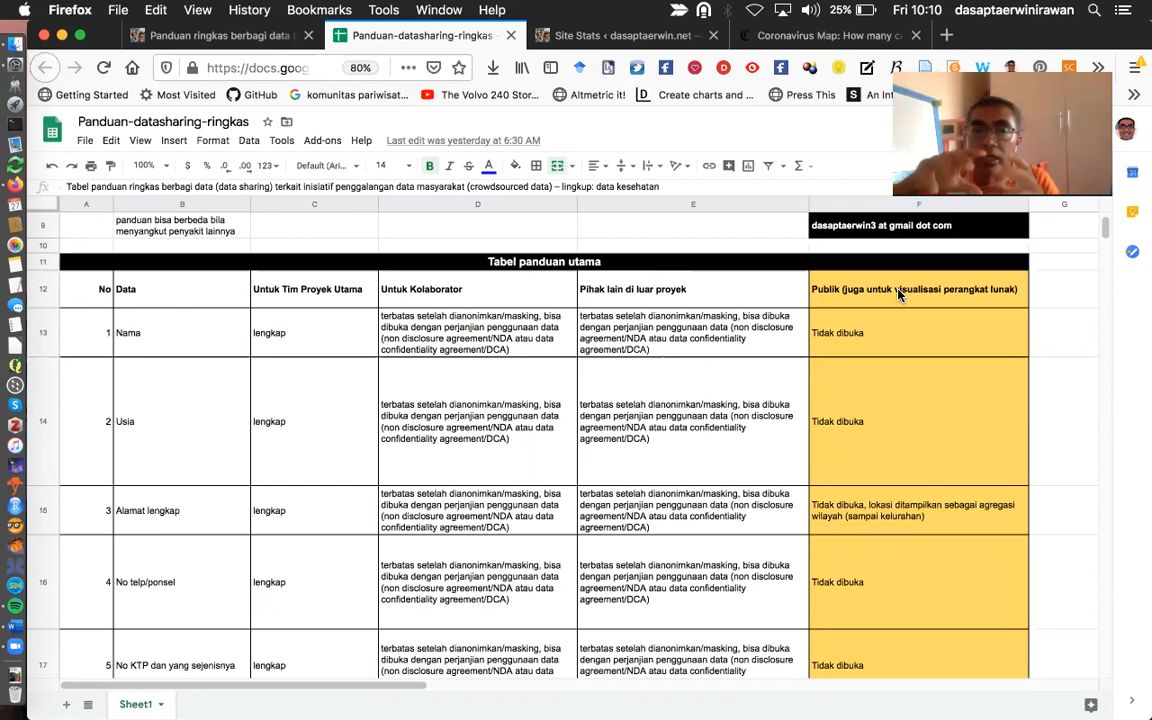 Firefox File Edit View History Bookmarks Tools Window Help 25% Fri 10:10 dasaptaerwinirawan
Panduan ringkas berbagi data (
Panduan-datasharing-ringkas -
Site Stats ‹ dasaptaerwin.net —
Coronavirus Map: How many c
https://docs.goog 80%
Getting Started Most Visited GitHub komunitas pariwisat... The Volvo 240 Stor... Altmetric it! Create charts and ... Press This An Int
Panduan-datasharing-ringkas
File Edit View Insert Format Data Tools Add-ons Help Last edit was yesterday at 6:30 AM
100% $ % .0 .00 123 Default (Ari... 14 B I S A
fx Tabel panduan ringkas berbagi data (data sharing) terkait inisiatif penggalangan data masyarakat (crowdsourced data) – lingkup: data kesehatan
A B C D E F G
9
panduan bisa berbeda bila
menyangkut penyakit lainnya
dasaptaerwin3 at gmail dot com
10
11 Tabel panduan utama
12 No Data Untuk Tim Proyek Utama Untuk Kolaborator Pihak lain di luar proyek Publik (juga untuk visualisasi perangkat lunak)
13 1 Nama lengkap
terbatas setelah dianonimkan/masking, bisa
dibuka dengan perjanjian penggunaan data
(non disclosure agreement/NDA atau data
confidentiality agreement/DCA)
terbatas setelah dianonimkan/masking, bisa dibuka
dengan perjanjian penggunaan data (non disclosure
agreement/NDA atau data confidentiality
agreement/DCA)
Tidak dibuka
14 2 Usia lengkap
terbatas setelah dianonimkan/masking, bisa
dibuka dengan perjanjian penggunaan data
(non disclosure agreement/NDA atau data
confidentiality agreement/DCA)
terbatas setelah dianonimkan/masking, bisa dibuka
dengan perjanjian penggunaan data (non disclosure
agreement/NDA atau data confidentiality
agreement/DCA)
Tidak dibuka
15 3 Alamat lengkap lengkap
terbatas setelah dianonimkan/masking, bisa
dibuka dengan perjanjian penggunaan data
(non disclosure agreement/NDA atau data
confidentiality agreement/DCA)
terbatas setelah dianonimkan/masking, bisa dibuka
dengan perjanjian penggunaan data (non disclosure
agreement/NDA atau data confidentiality
agreement/DCA)
Tidak dibuka, lokasi ditampilkan sebagai agregasi
wilayah (sampai kelurahan)
16 4 No telp/ponsel lengkap
terbatas setelah dianonimkan/masking, bisa
dibuka dengan perjanjian penggunaan data
(non disclosure agreement/NDA atau data
confidentiality agreement/DCA)
terbatas setelah dianonimkan/masking, bisa dibuka
dengan perjanjian penggunaan data (non disclosure
agreement/NDA atau data confidentiality
agreement/DCA)
Tidak dibuka
17 5 No KTP dan yang sejenisnya lengkap
terbatas setelah dianonimkan/masking, bisa
dibuka dengan perjanjian penggunaan data
(non disclosure agreement/NDA atau data
terbatas setelah dianonimkan/masking, bisa dibuka
dengan perjanjian penggunaan data (non disclosure
agreement/NDA atau data confidentiality
Tidak dibuka
Sheet1